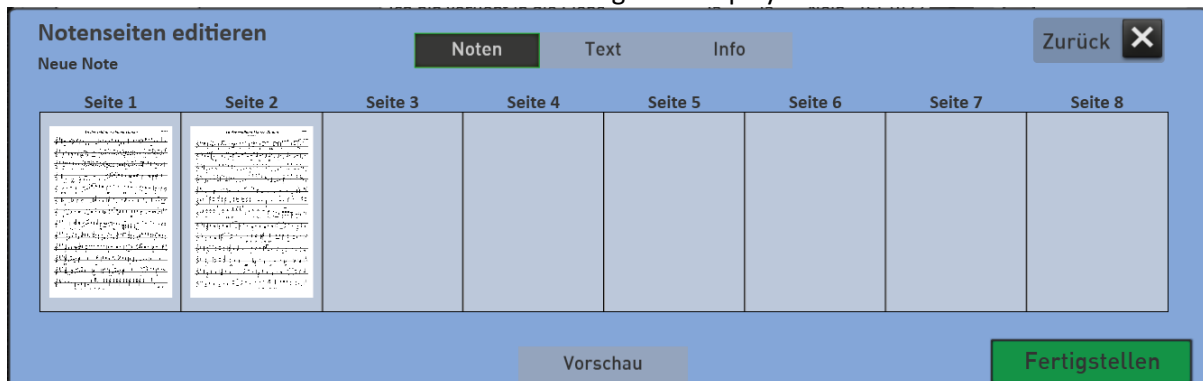 Notenseiten editieren
Neue Note
Noten Text Info
Zurück
Seite 1 Seite 2 Seite 3 Seite 4 Seite 5 Seite 6 Seite 7 Seite 8
Vorschau
Fertigstellen